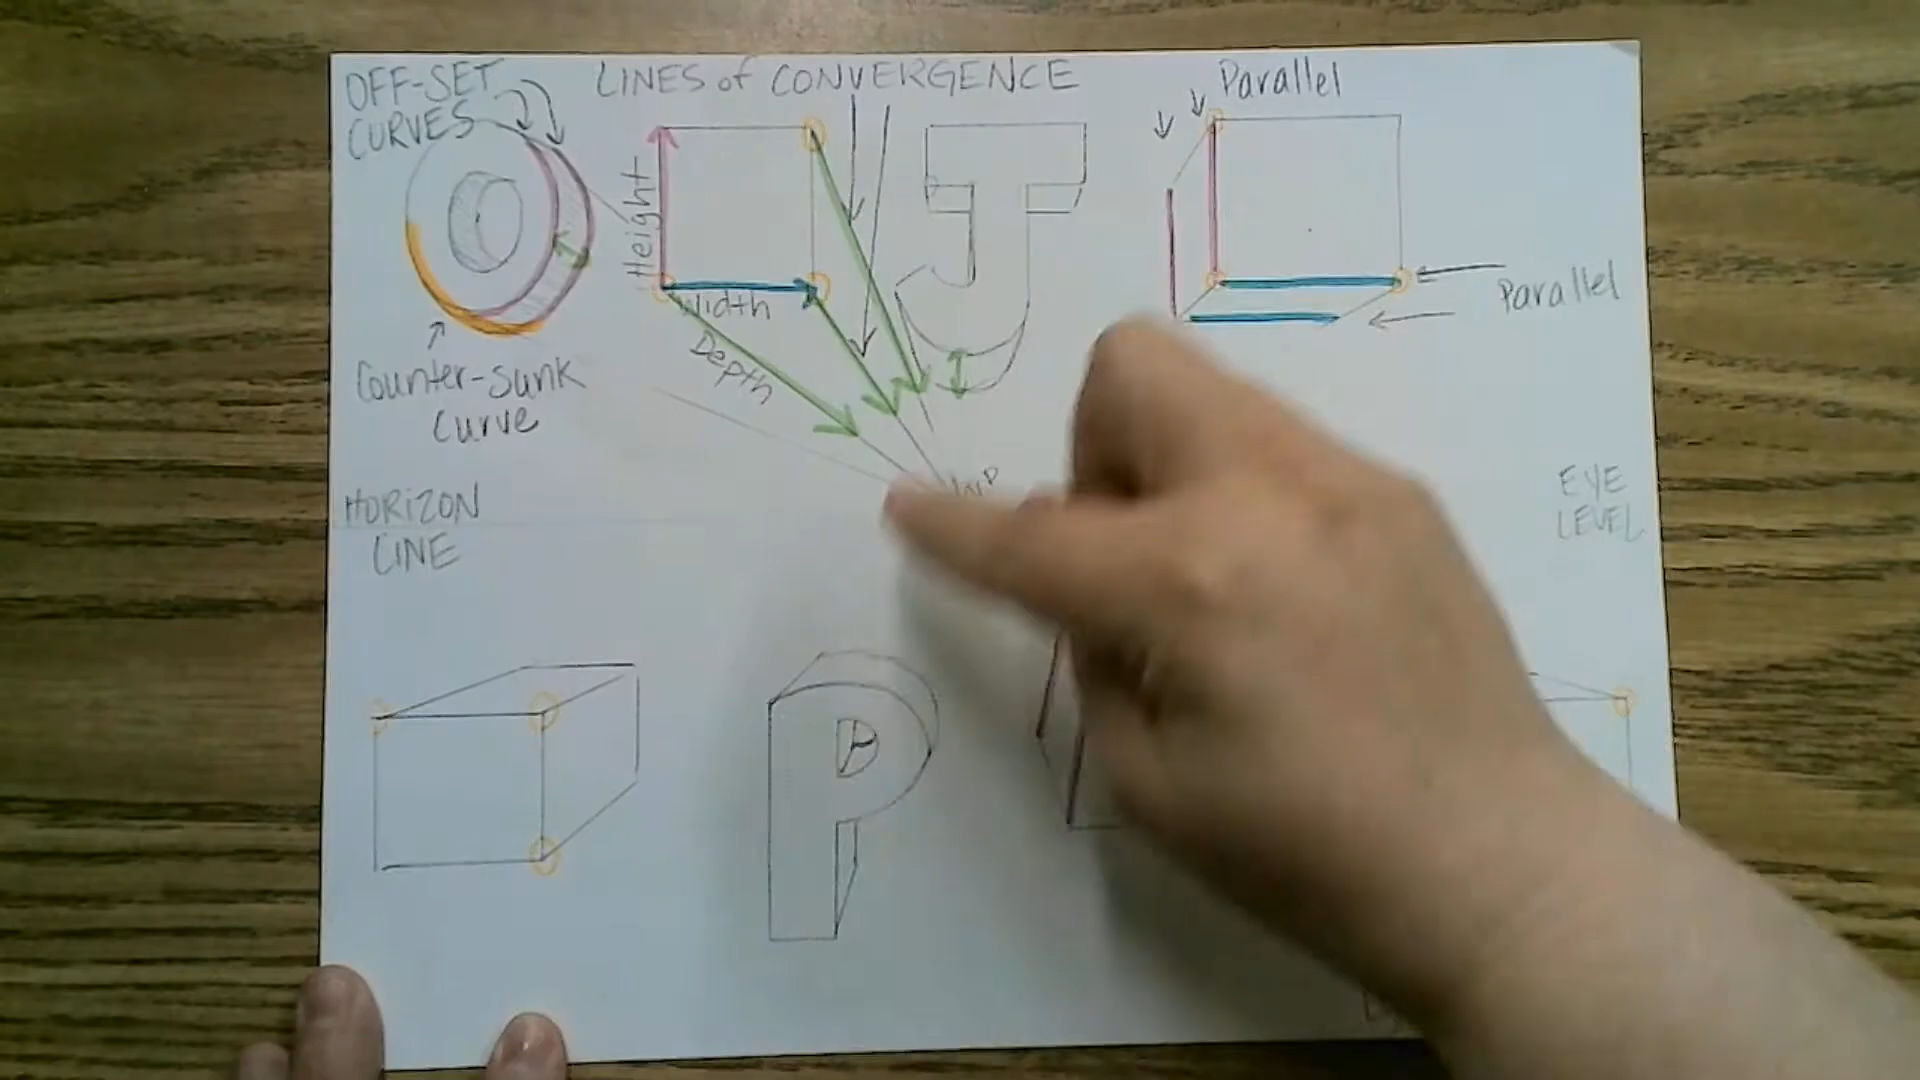 OFF-SET
CURVES
LINES of CONVERGENCE
Parallel
Height
Width
Depth
Parallel
Counter-sunk
Curve
HORIZON
LINE
EYE
LEVEL